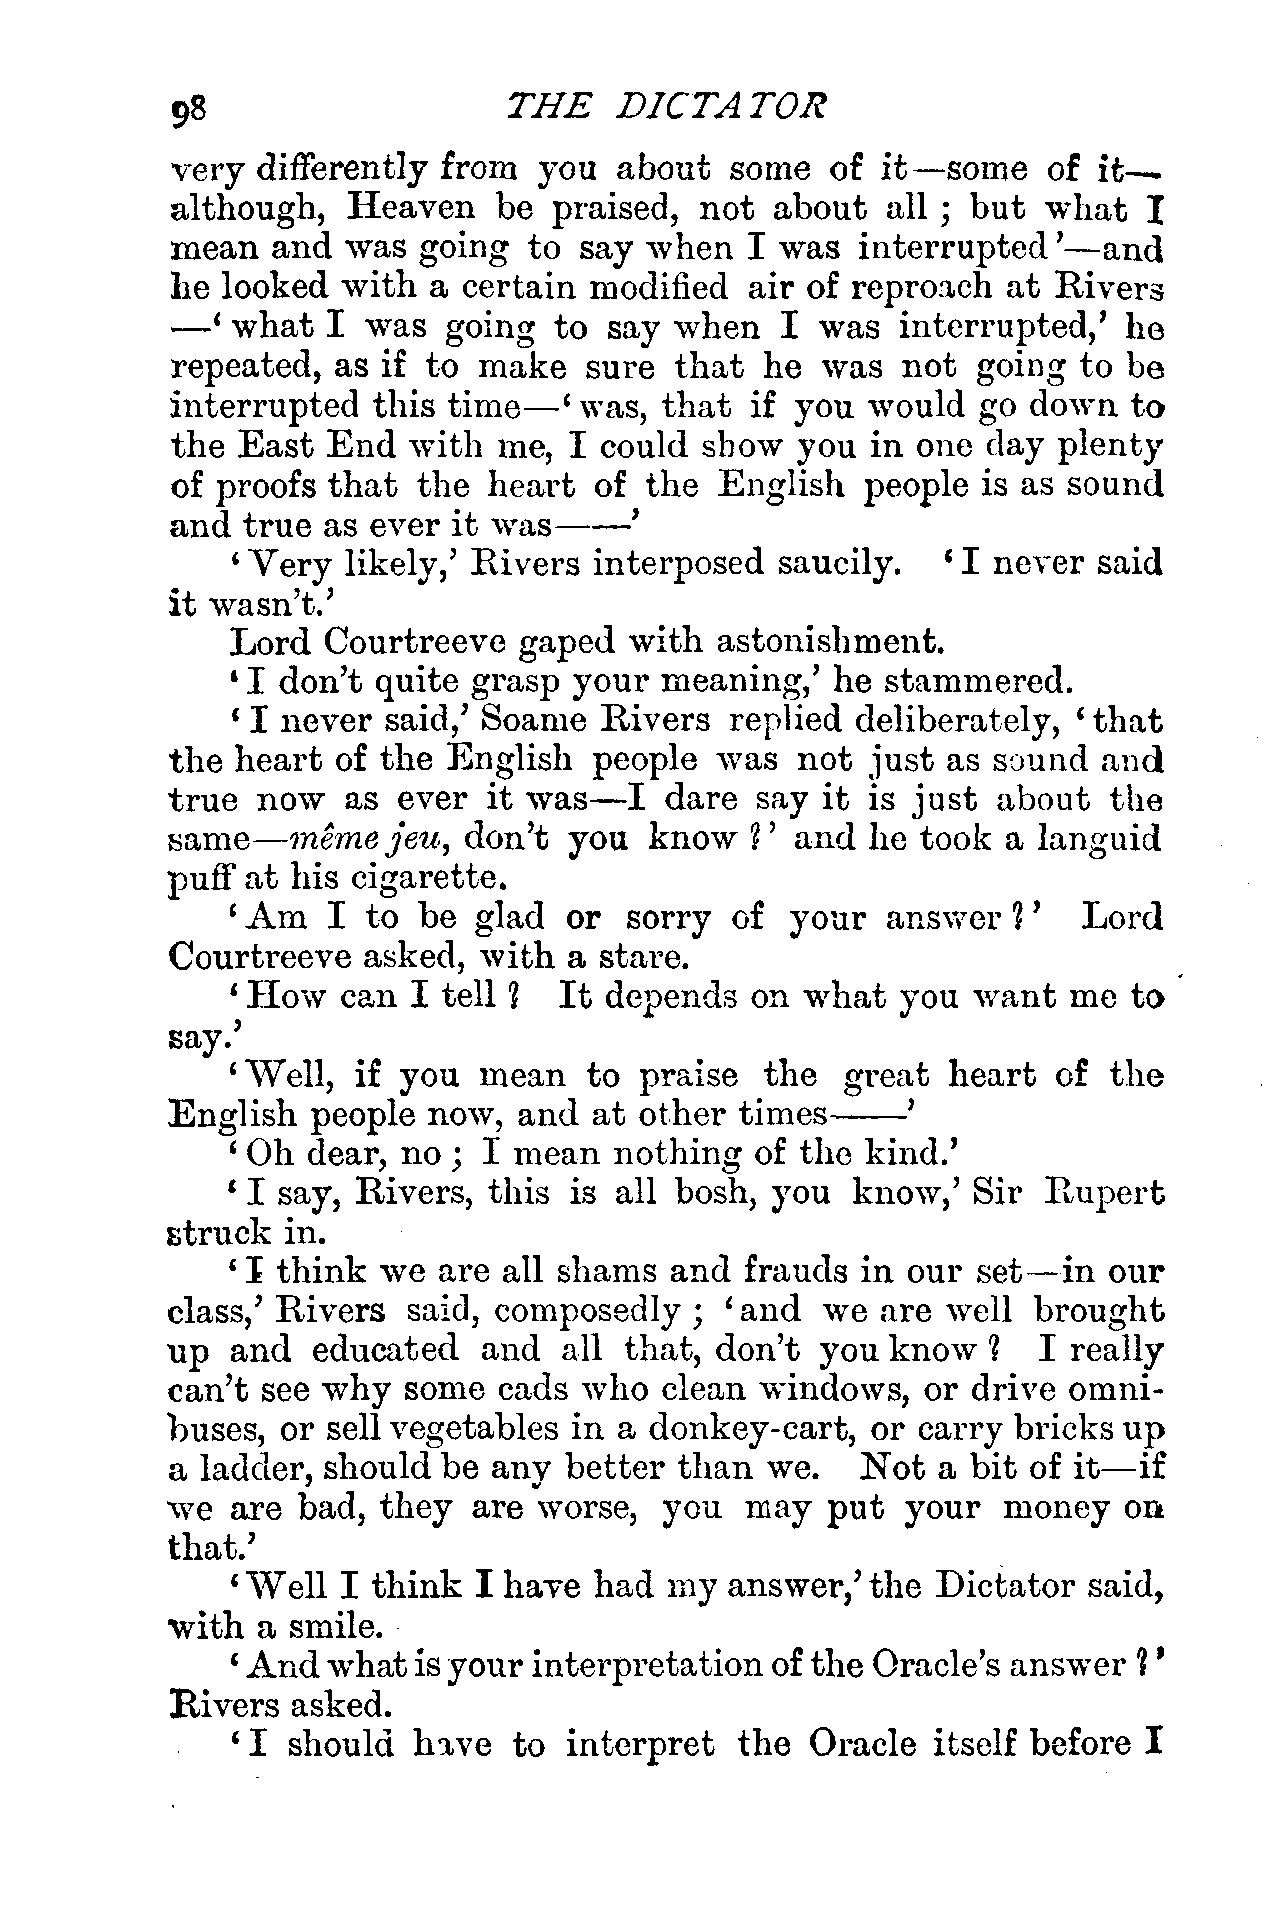 98 THE DICTATOR
very differently from you about some of it—some of it—
although, Heaven be praised, not about all ; but what I
mean and was going to say when I was interrupted '—and
he looked with a certain modified air of reproach at Rivers
—‘ what I was going to say when I was interrupted,’ he
repeated, as if to make sure that he was not going to be
interrupted this time—‘ was, that if you would go down to
the East End with me, I could show you in one day plenty
of proofs that the heart of the English people is as sound
and true as ever it was——’
‘ Very likely,’ Rivers interposed saucily. ‘ I never said
it wasn’t.’
Lord Courtreeve gaped with astonishment.
‘ I don’t quite grasp your meaning,’ he stammered.
‘ I never said,’ Soame Rivers replied deliberately, ‘ that
the heart of the English people was not just as sound and
true now as ever it was—I dare say it is just about the
same—même jeu, don’t you know ?’ and he took a languid
puff at his cigarette.
‘ Am I to be glad or sorry of your answer ?’ Lord
Courtreeve asked, with a stare.
‘ How can I tell ? It depends on what you want me to
say.’
‘ Well, if you mean to praise the great heart of the
English people now, and at other times——’
‘ Oh dear, no ; I mean nothing of the kind.’
‘ I say, Rivers, this is all bosh, you know,’ Sir Rupert
struck in.
‘ I think we are all shams and frauds in our set—in our
class,’ Rivers said, composedly ; ‘ and we are well brought
up and educated and all that, don’t you know ? I really
can’t see why some cads who clean windows, or drive omni-
buses, or sell vegetables in a donkey-cart, or carry bricks up
a ladder, should be any better than we. Not a bit of it—if
we are bad, they are worse, you may put your money on
that.’
‘ Well I think I have had my answer,’ the Dictator said,
with a smile.
‘ And what is your interpretation of the Oracle’s answer ?’
Rivers asked.
‘ I should have to interpret the Oracle itself before I